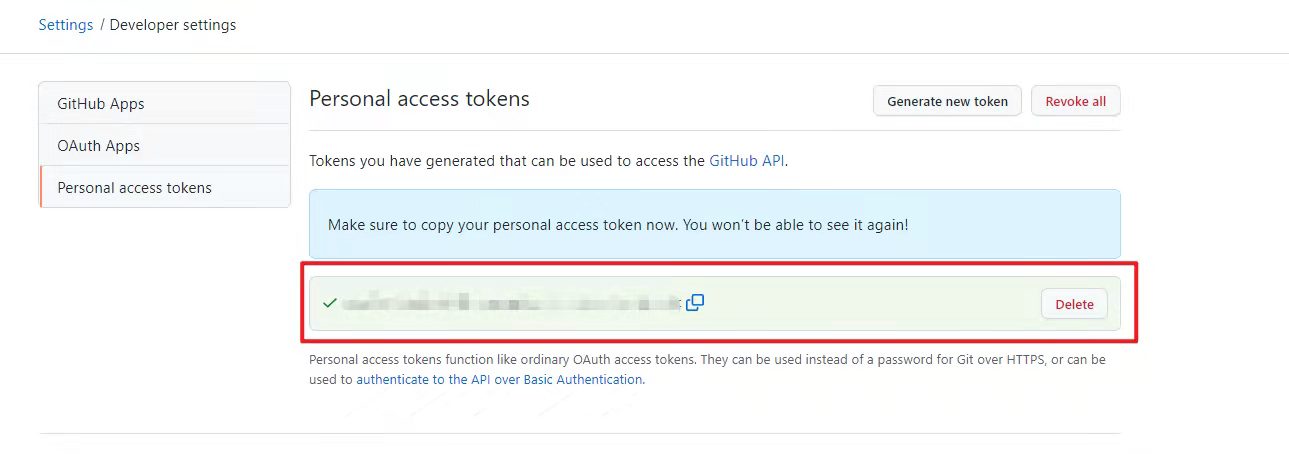 Settings / Developer settings
GitHub Apps
OAuth Apps
Personal access tokens
Personal access tokens
Generate new token
Revoke all
Tokens you have generated that can be used to access the GitHub API.
Make sure to copy your personal access token now. You won't be able to see it again!
Delete
Personal access tokens function like ordinary OAuth access tokens. They can be used instead of a password for Git over HTTPS, or can be
used to authenticate to the API over Basic Authentication.